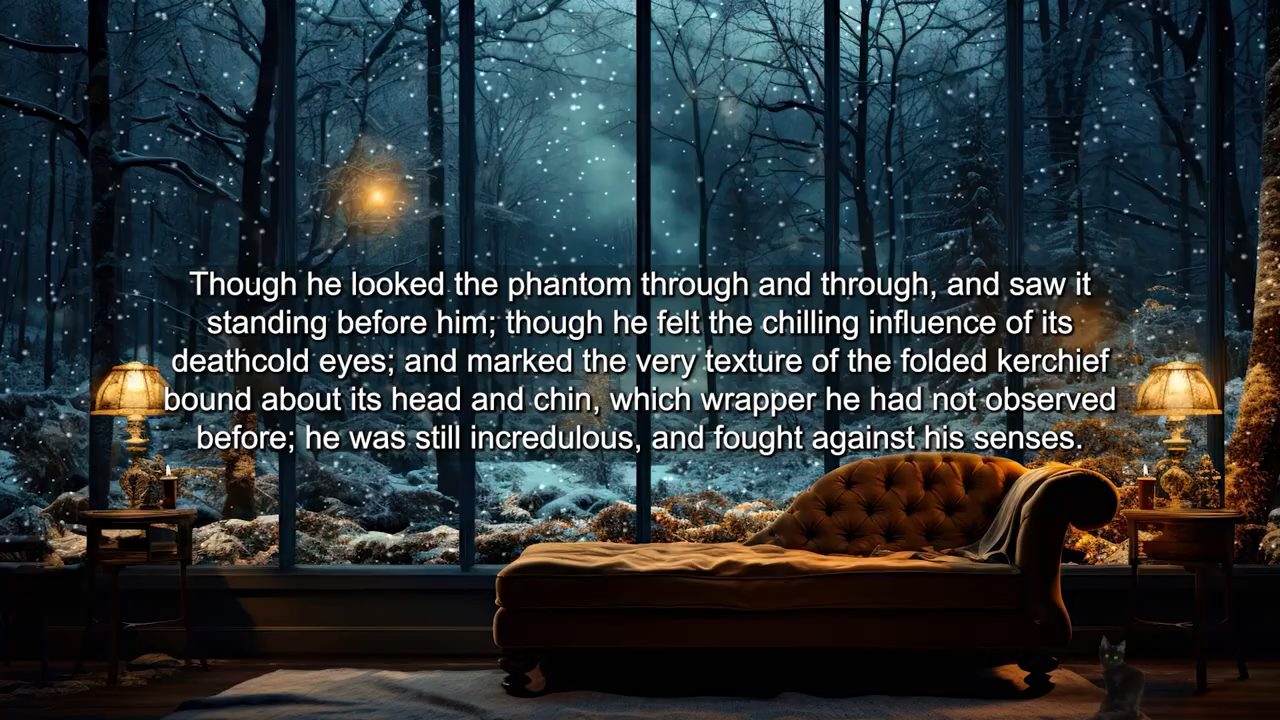 Though he looked the phantom through and through, and saw it
standing before him; though he felt the chilling influence of its
deathcold eyes; and marked the very texture of the folded kerchief
bound about its head and chin, which wrapper he had not observed
before; he was still incredulous, and fought against his senses.